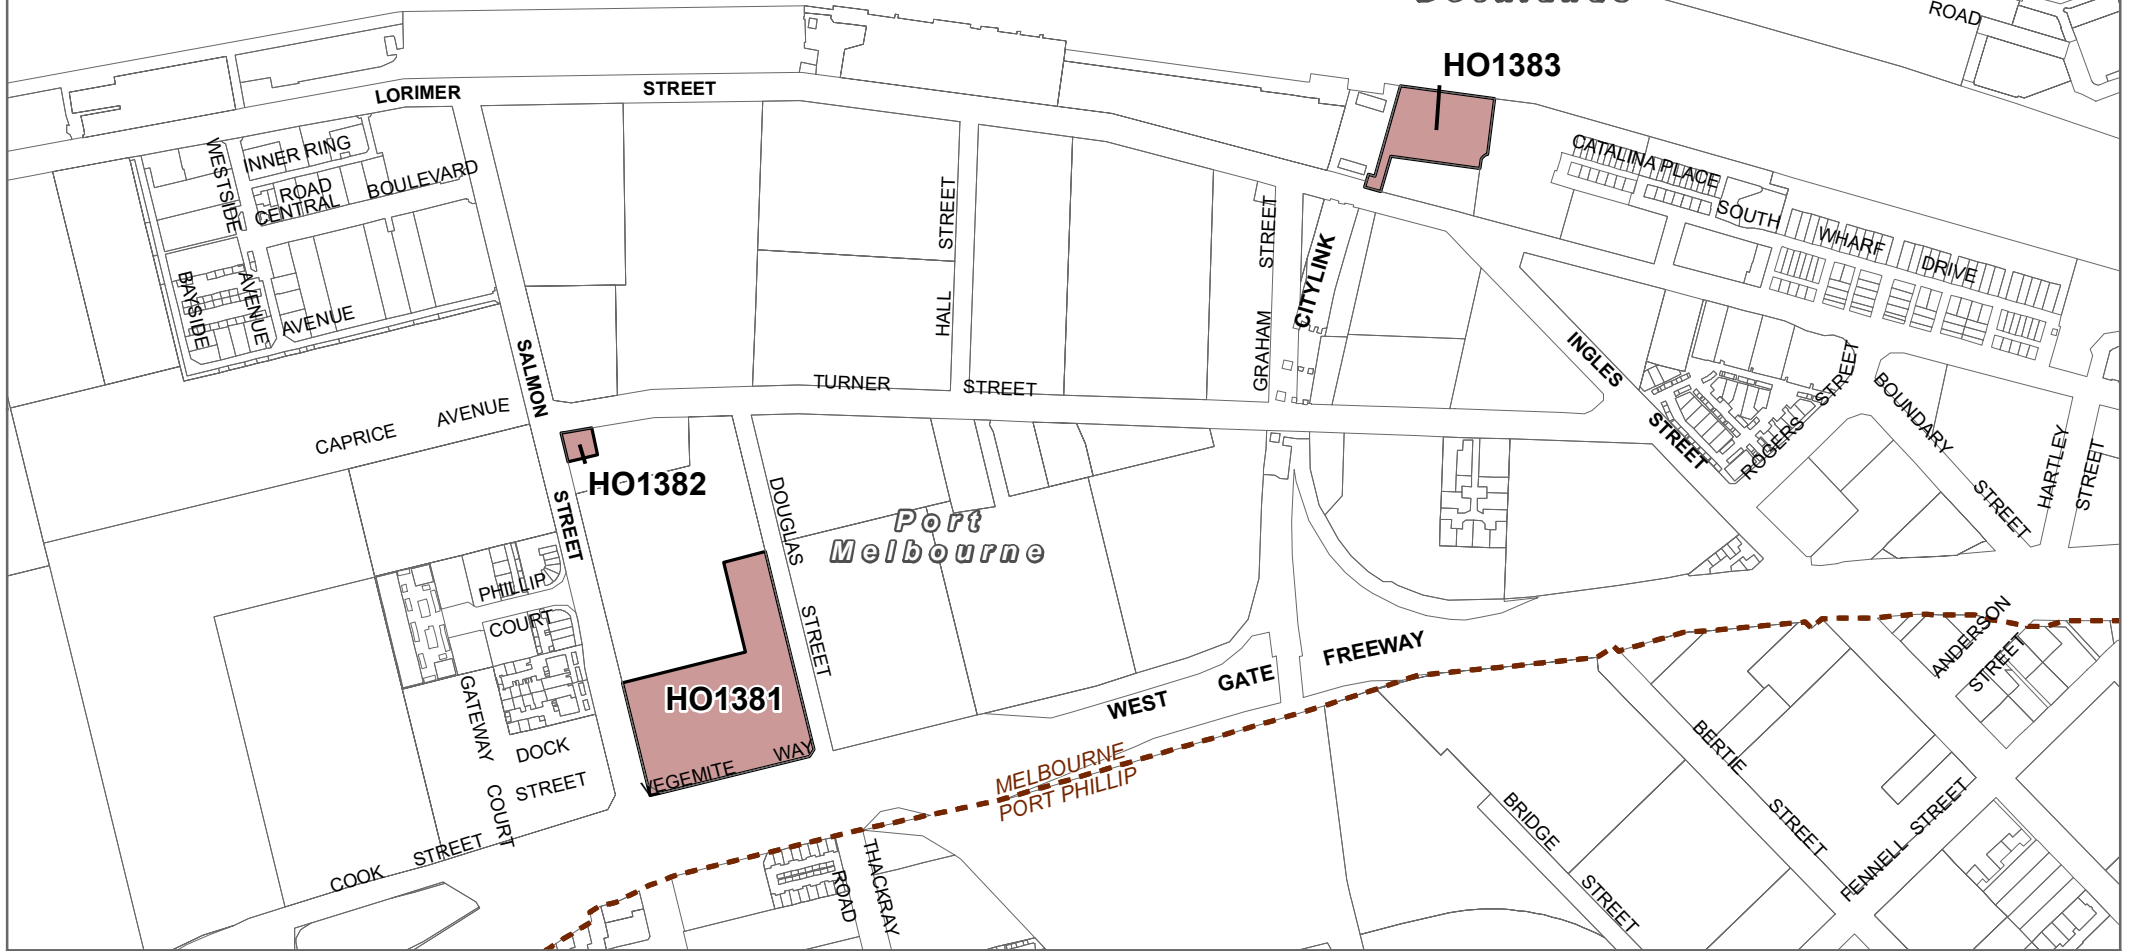 ROAD
HO1383
LORIMER
STREET
WESTSIDE
INNER RING
ROAD
CENTRAL
BOULEVARD
CATALINA PLACE
SOUTH
WHARF
DRIVE
BAYSIDE
AVENUE
AVENUE
HALL
STREET
GRAHAM
STREET
CITYLINK
SALMON
STREET
CAPRICE
AVENUE
TURNER
STREET
INGLES
STREET
ROGERS
STREET
BOUNDARY
STREET
HARTLEY
STREET
HO1382
DOUGLAS
STREET
Port
Melbourne
PHILLIP
COURT
GATEWAY
COURT
DOCK
STREET
HO1381
VEGEMITE
WAY
WEST
GATE
FREEWAY
MELBOURNE
PORT PHILLIP
ANDERSON
STREET
BERTIE
STREET
BRIDGE
STREET
FENNELL STREET
COOK
STREET
THACKRAY
ROAD